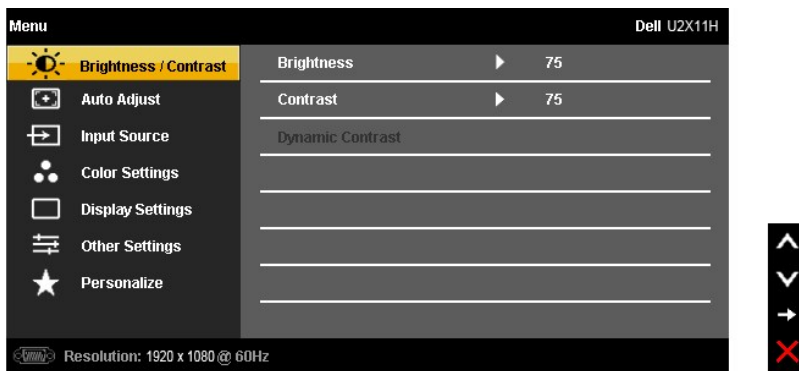 Menu Dell U2X11H
Brightness / Contrast Brightness 75
Auto Adjust Contrast 75
Input Source Dynamic Contrast
Color Settings
Display Settings
Other Settings
Personalize
Resolution: 1920 x 1080 @ 60Hz